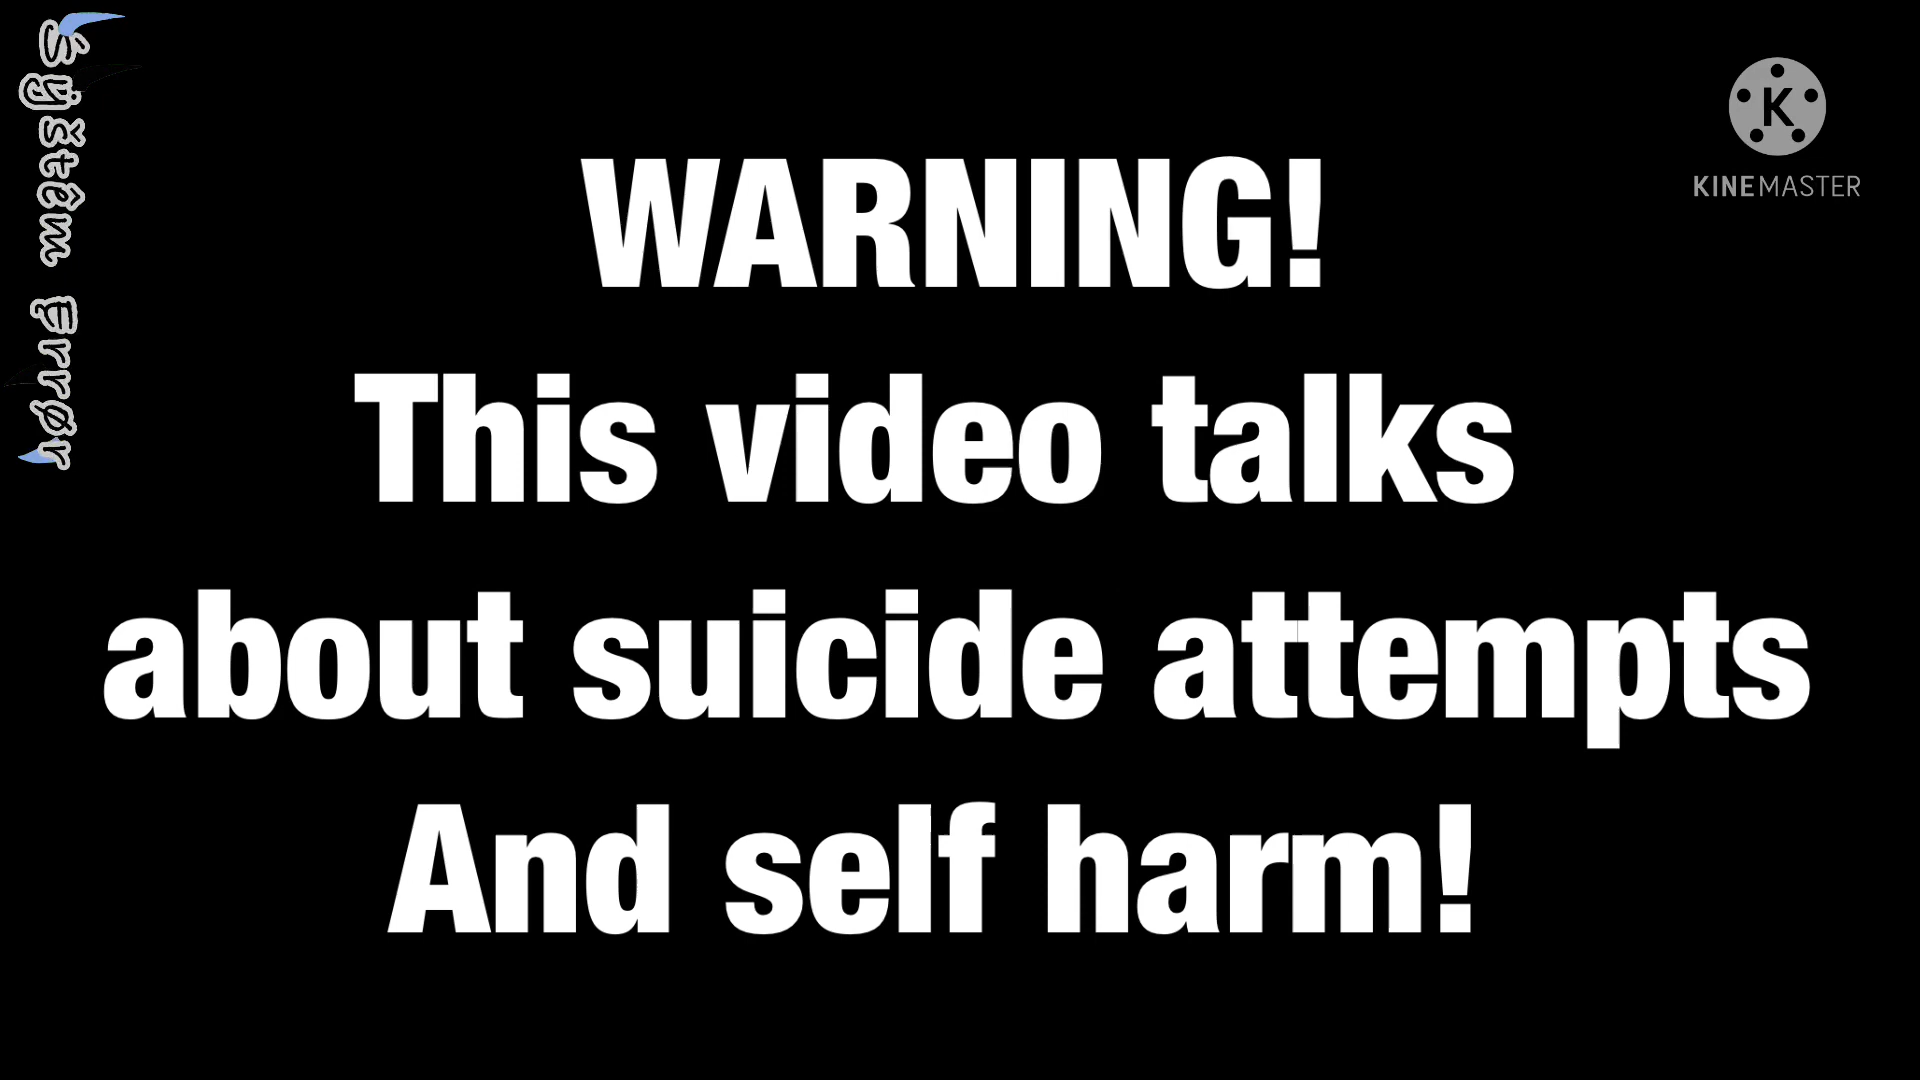 WARNING!
This video talks
about suicide attempts
And self harm!
KINEMASTER